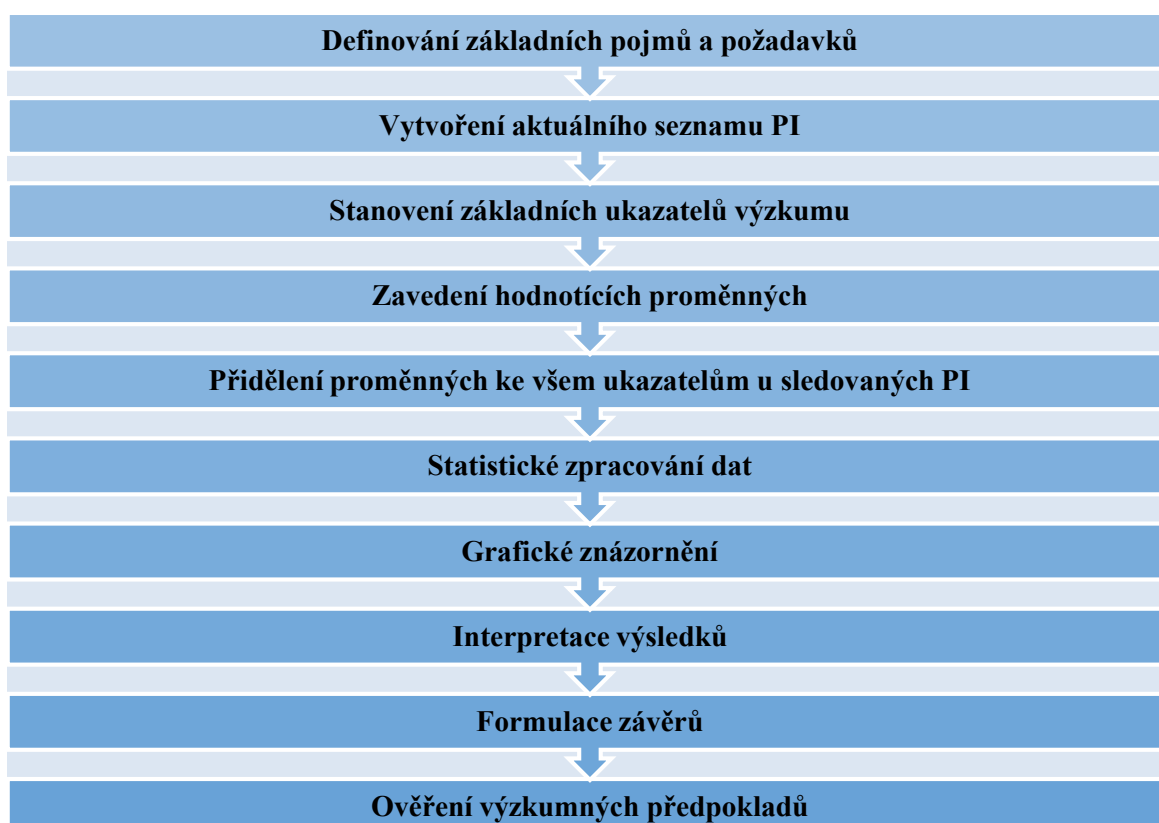 Definování základních pojmů a požadavků
Vytvoření aktuálního seznamu PI
Stanovení základních ukazatelů výzkumu
Zavedení hodnotících proměnných
Přidělení proměnných ke všem ukazatelům u sledovaných PI
Statistické zpracování dat
Grafické znázornění
Interpretace výsledků
Formulace závěrů
Ověření výzkumných předpokladů